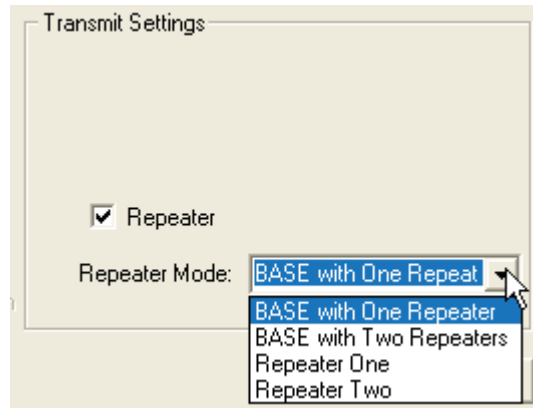 Transmit Settings
Repeater
Repeater Mode: BASE with One Repeat
BASE with One Repeater
BASE with Two Repeaters
Repeater One
Repeater Two